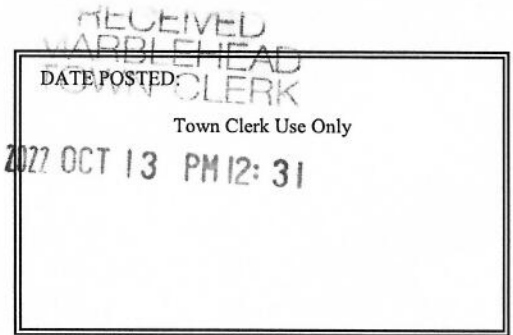 RECEIVED
MARBLEHEAD
TOWN CLERK
DATE POSTED:
Town Clerk Use Only
2022 OCT 13 PM 12: 31